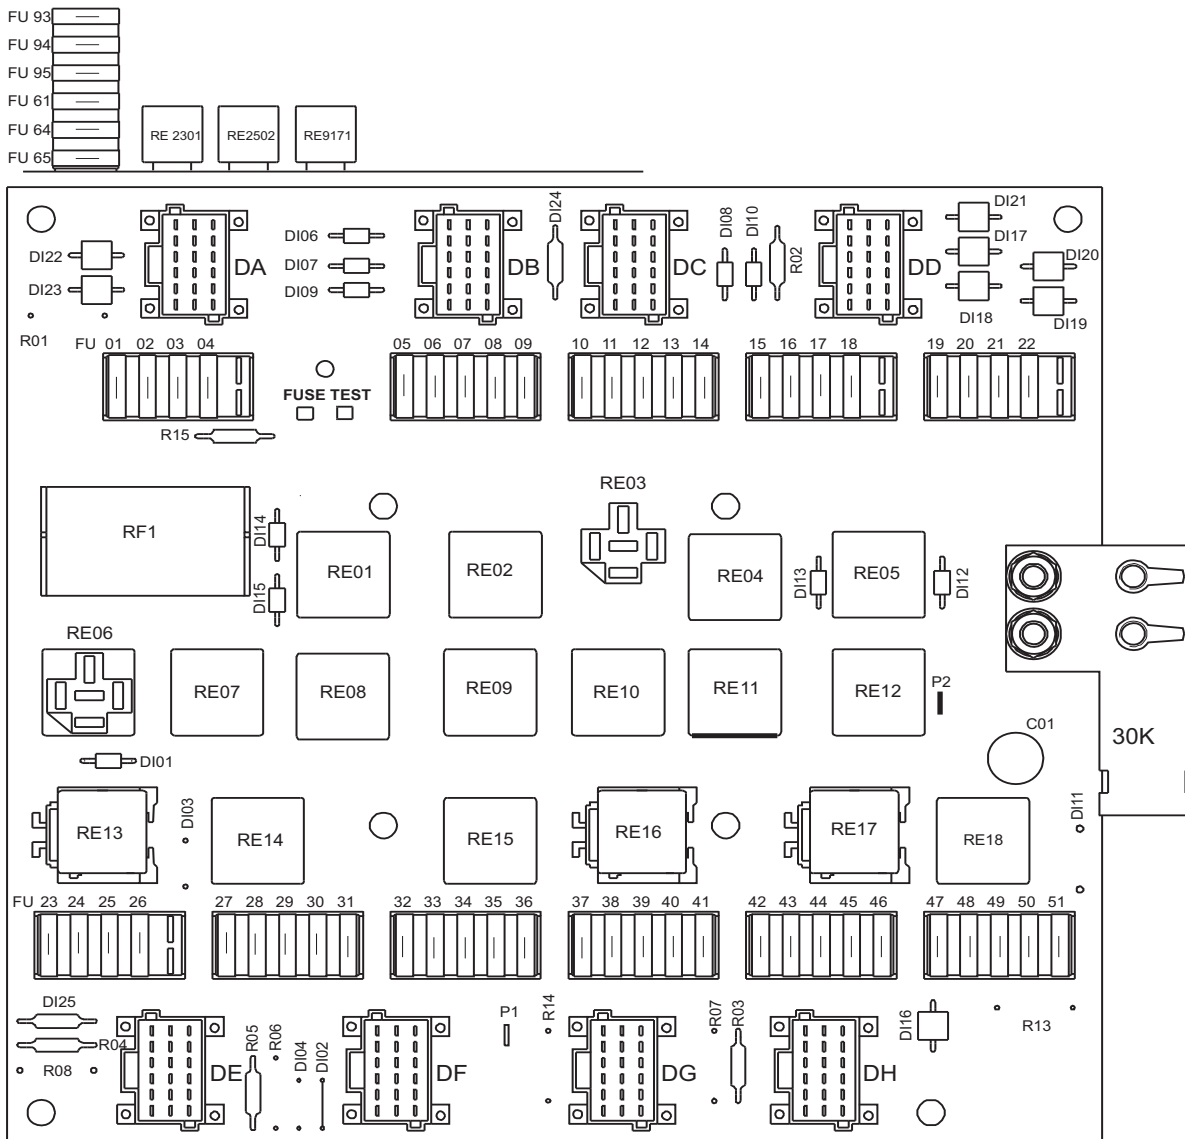 FU 93
FU 94
FU 95
FU 61
FU 64
FU 65
RE 2301 RE2502 RE9171
DI22
DI23
R01
DA
DI06
DI07
DI09
DB
DI24
DC
DI08
DI10
R02
DD
DI21
DI17
DI18
DI20
DI19
FU 01 02 03 04
05 06 07 08 09
10 11 12 13 14
15 16 17 18
19 20 21 22
FUSE TEST
R15
RF1
DI14
DI15
RE01
RE02
RE03
RE04
DI13
RE05
DI12
RE06
RE07
RE08
RE09
RE10
RE11
RE12
P2
C01
30K
DI01
RE13
DI03
RE14
RE15
RE16
RE17
RE18
DI11
FU 23 24 25 26
27 28 29 30 31
32 33 34 35 36
37 38 39 40 41
42 43 44 45 46
47 48 49 50 51
DI25
R04
R08
DE
R05
R06
DI04
DI02
DF
P1
R14
DG
R07
R03
DH
DI16
R13